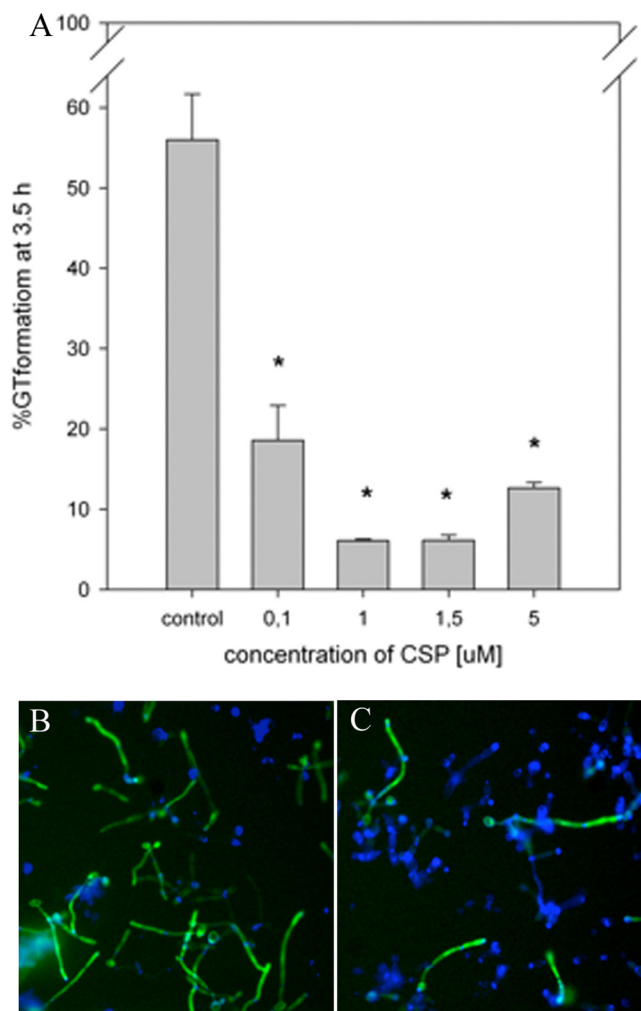 A
100
60
50
40
30
20
10
0
%GTformatiom at 3.5 h
*
*
*
*
control 0,1 1 1,5 5
concentration of CSP [uM]
B C